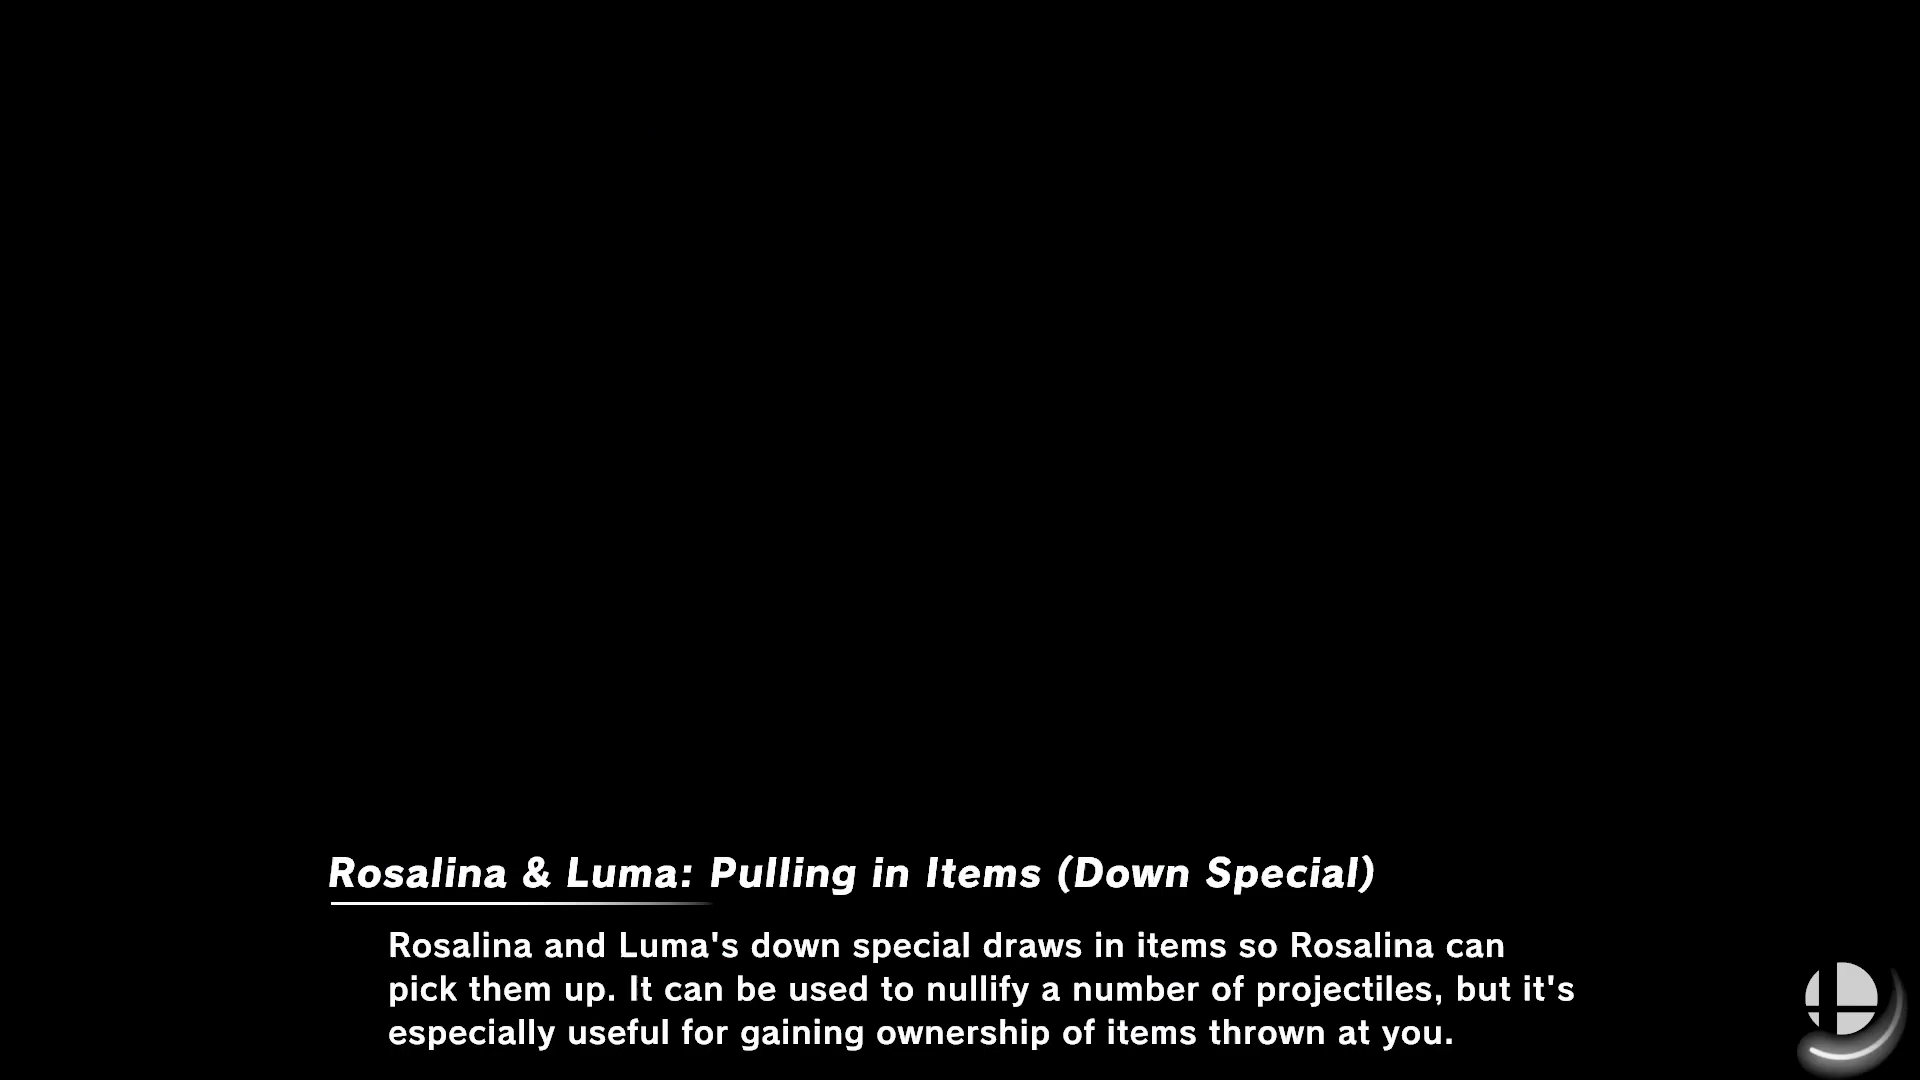 Rosalina & Luma: Pulling in Items (Down Special)
Rosalina and Luma's down special draws in items so Rosalina can
pick them up. It can be used to nullify a number of projectiles, but it's
especially useful for gaining ownership of items thrown at you.